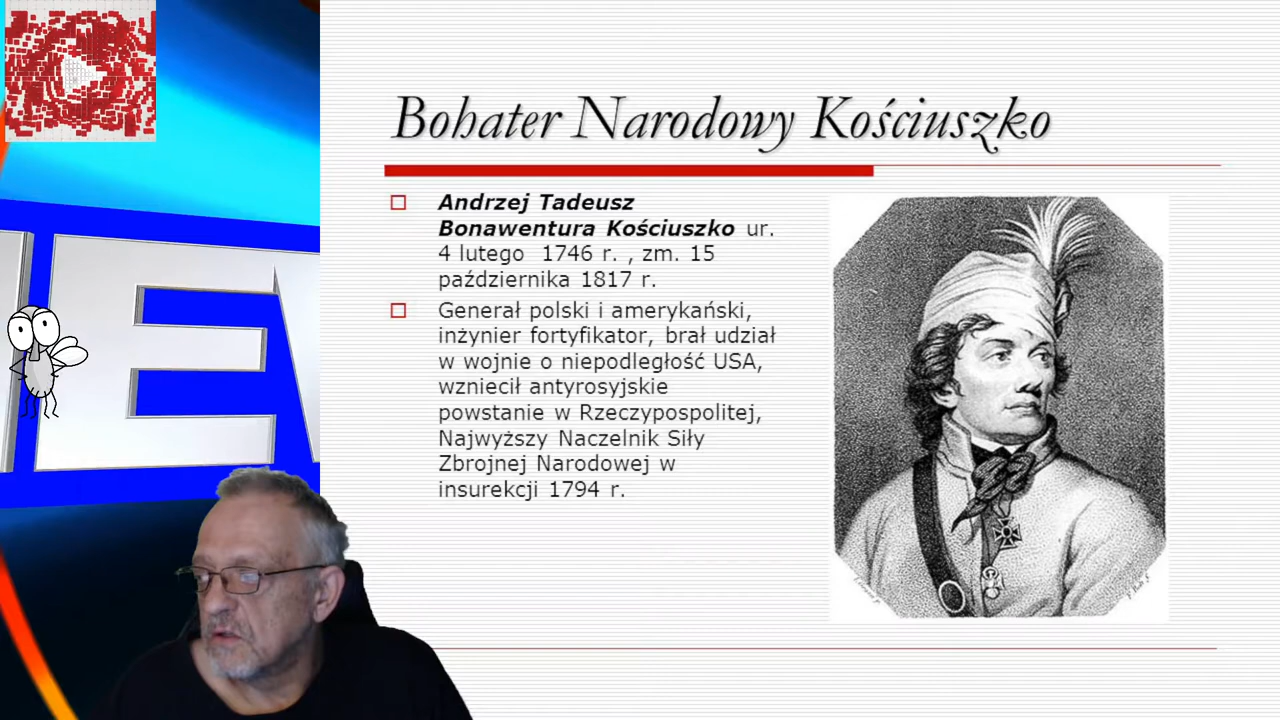 Bohater Narodowy Kościuszko
Andrzej Tadeusz
Bonawentura Kościuszko ur.
4 lutego 1746 r. , zm. 15
października 1817 r.
Generał polski i amerykański,
inżynier fortyfikator, brał udział
w wojnie o niepodległość USA,
wzniecił antyrosyjskie
powstanie w Rzeczypospolitej,
Najwyższy Naczelnik Siły
Zbrojnej Narodowej w
insurekcji 1794 r.